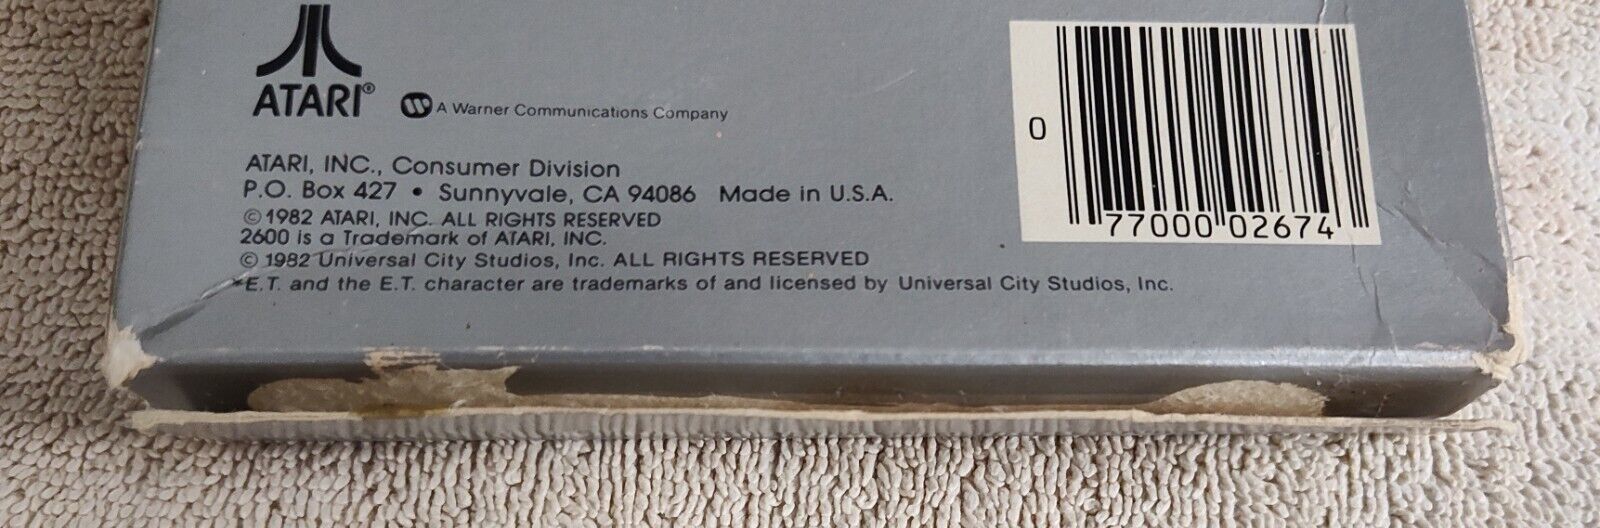 ATARI®
W A Warner Communications Company
ATARI, INC., Consumer Division
P.O. Box 427 • Sunnyvale, CA 94086 Made in U.S.A.
© 1982 ATARI, INC. ALL RIGHTS RESERVED
2600 is a Trademark of ATARI, INC.
© 1982 Universal City Studios, Inc. ALL RIGHTS RESERVED
*E.T. and the E.T. character are trademarks of and licensed by Universal City Studios, Inc.
0 77000 02674